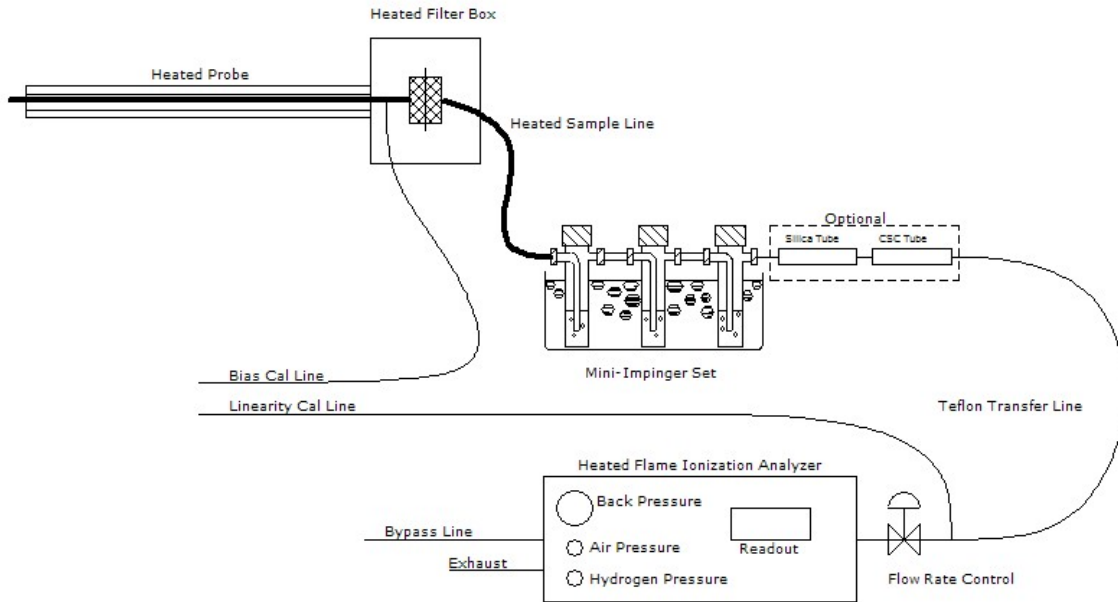 Heated Filter Box
Heated Probe
Heated Sample Line
Optional
Silica Tube
CSC Tube
Mini-Impinger Set
Bias Cal Line
Linearity Cal Line
Teflon Transfer Line
Heated Flame Ionization Analyzer
Back Pressure
Bypass Line
Air Pressure
Readout
Exhaust
Hydrogen Pressure
Flow Rate Control